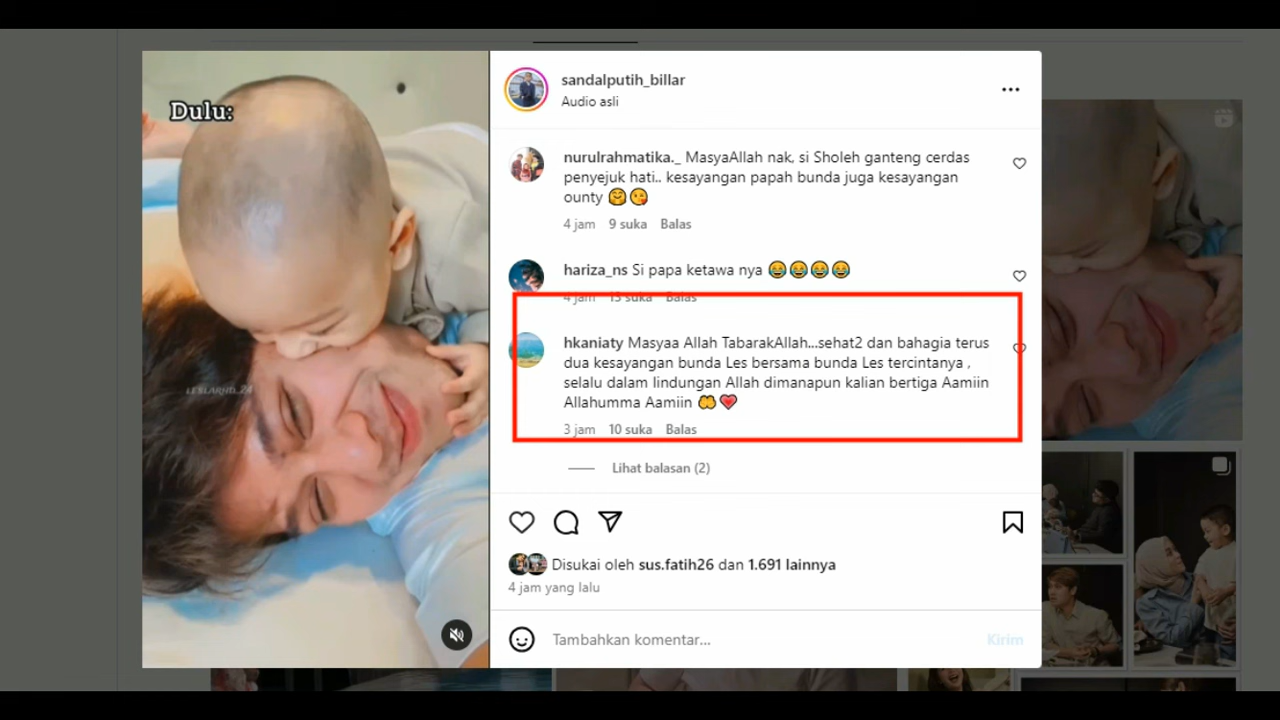 Dulu:
LESLARJID_24
sandalputih_billar
Audio asli
nurulrahmatika._ MasyaAllah nak, si Sholeh ganteng cerdas
penyejuk hati.. kesayangan papah bunda juga kesayangan
ounty 🤗😘
4 jam 9 suka Balas
hariza_ns Si papa ketawa nya 😂😂😂😂
4 jam 13 suka Balas
hkaniaty Masyaa Allah TabarakAllah...sehat2 dan bahagia terus
dua kesayangan bunda Les bersama bunda Les tercintanya ,
selalu dalam lindungan Allah dimanapun kalian bertiga Aamiin
Allahumma Aamiin 🤲❤️
3 jam 10 suka Balas
Lihat balasan (2)
Disukai oleh sus.fatih26 dan 1.691 lainnya
4 jam yang lalu
Tambahkan komentar...
Kirim